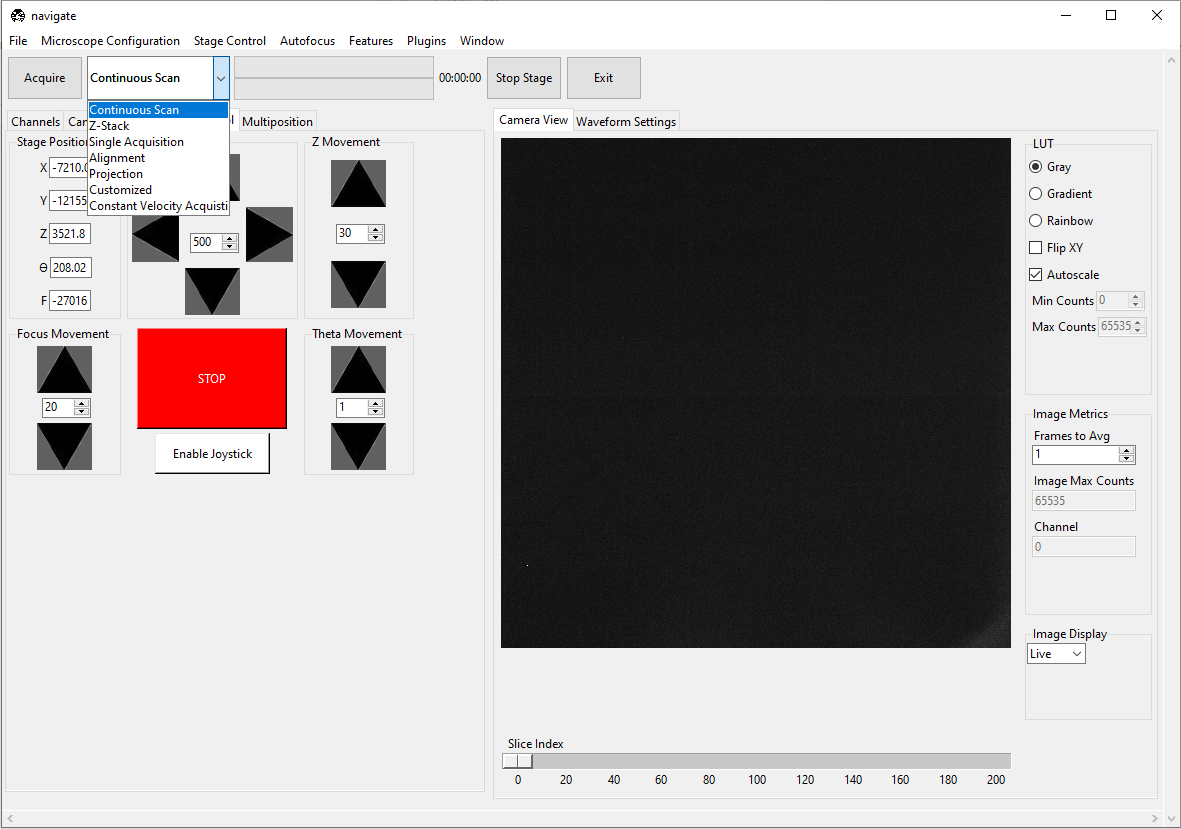 navigate
File Microscope Configuration Stage Control Autofocus Features Plugins Window
Acquire
Continuous Scan
00:00:00
Stop Stage
Exit
Continuous Scan
Z-Stack
Single Acquisition
Alignment
Projection
Customized
Constant Velocity Acquisiti
Channels
Multiposition
X -7210.0
Y -12155
Z 3521.8
Θ 208.02
F -27016
500
Z Movement
30
Focus Movement
20
STOP
Enable Joystick
Theta Movement
1
Camera View Waveform Settings
Slice Index
0 20 40 60 80 100 120 140 160 180 200
LUT
Gray
Gradient
Rainbow
Flip XY
Autoscale
Min Counts 0
Max Counts 65535
Image Metrics
Frames to Avg
1
Image Max Counts
65535
Channel
0
Image Display
Live